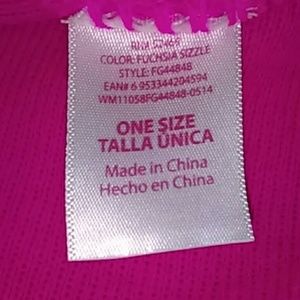 COLOR: FUCHSIA SIZZLE
STYLE: FG44848
EAN# 6 953344204594
WM11058FG44848-0514
ONE SIZE
TALLA ÚNICA
Made in China
Hecho en China